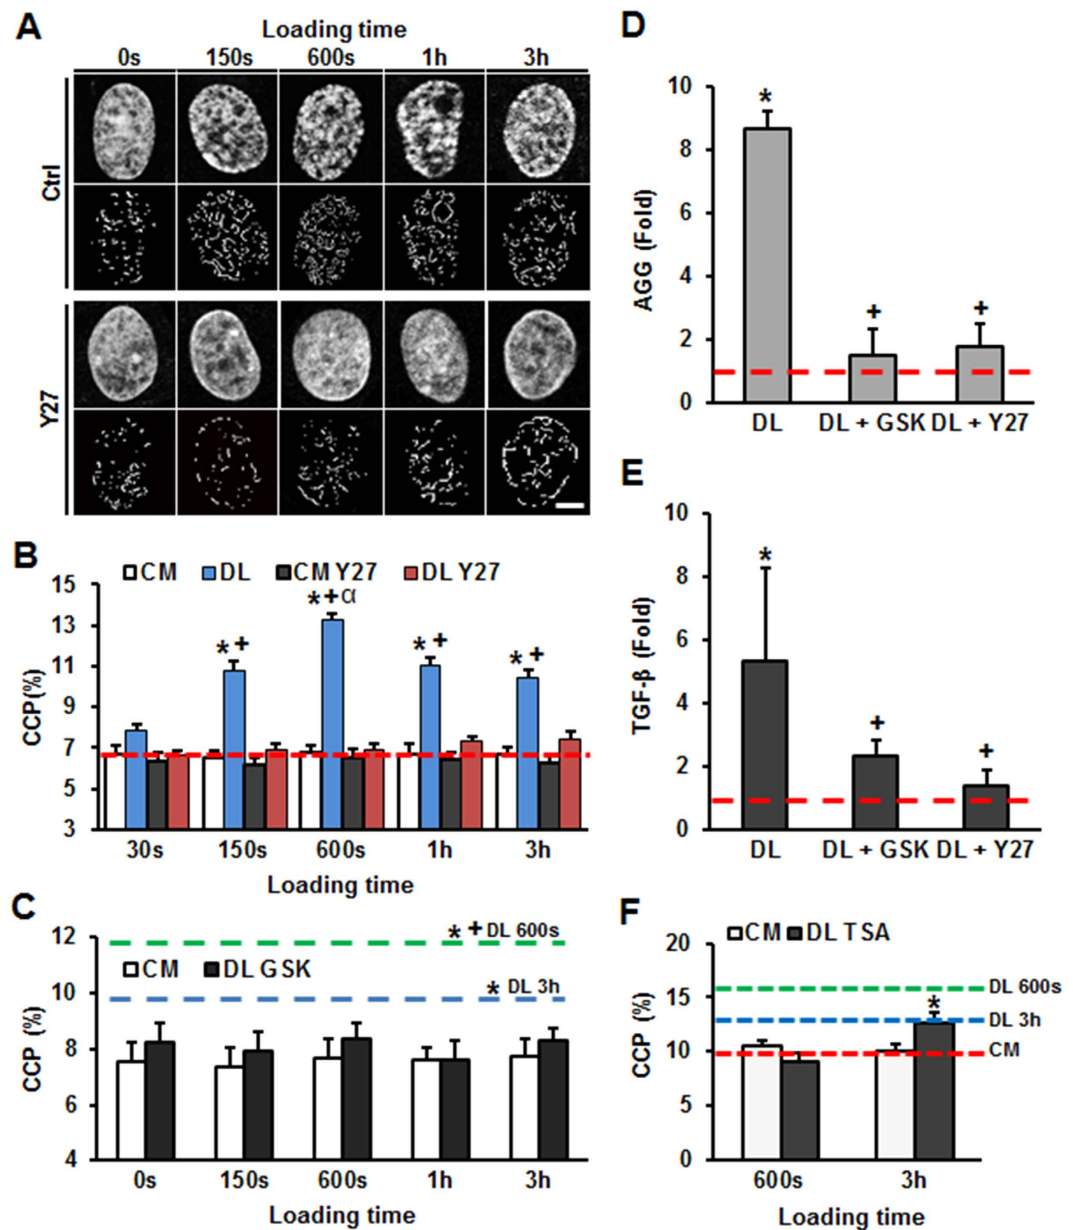 A
Loading time
0s 150s 600s 1h 3h
Ctrl
Y27
B
CM DL CM Y27 DL Y27
15
13
11
9
7
5
3
CCP(%)
* +
* + α
* +
* +
30s 150s 600s 1h 3h
Loading time
C
12
10
8
6
4
CCP (%)
* + DL 600s
CM DL GSK
* DL 3h
0s 150s 600s 1h 3h
Loading time
D
10
8
6
4
2
0
AGG (Fold)
*
+
+
DL DL + GSK DL + Y27
E
10
8
6
4
2
0
TGF-β (Fold)
*
+
+
DL DL + GSK DL + Y27
F
CM DL TSA
20
15
10
5
0
CCP (%)
DL 600s
*
DL 3h
CM
600s 3h
Loading time